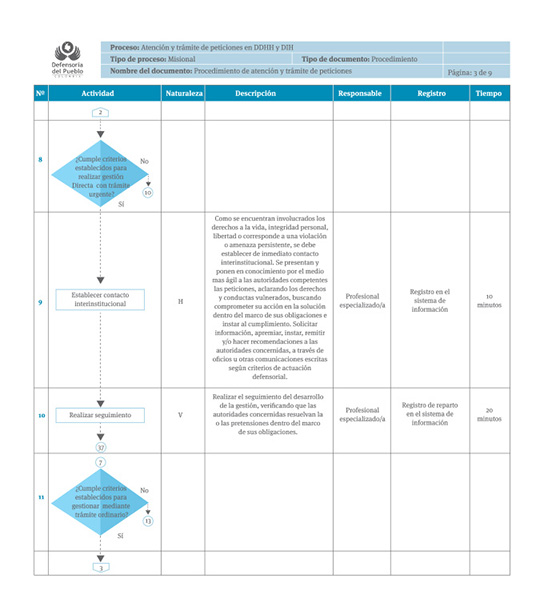 Defensoría
del Pueblo
COLOMBIA
Proceso: Atención y trámite de peticiones en DDHH y DIH
Tipo de proceso: Misional
Tipo de documento: Procedimiento
Nombre del documento: Procedimiento de atención y trámite de peticiones
Página: 3 de 9
Nº Actividad Naturaleza Descripción Responsable Registro Tiempo
2
8
¿Cumple criterios
establecidos para
realizar gestión
Directa con trámite
urgente?
No
10
Sí
9
Establecer contacto
interinstitucional
H
Como se encuentran involucrados los
derechos a la vida, integridad personal,
libertad o corresponde a una violación
o amenaza persistente, se debe
establecer de inmediato contacto
interinstitucional. Se presentan y
ponen en conocimiento por el medio
mas ágil a las autoridades competentes
las peticiones, aclarando los derechos
y conductas vulnerados, buscando
comprometer su acción en la solución
dentro del marco de sus obligaciones e
instar al cumplimiento. Solicitar
información, apremiar, instar, remitir
y/o hacer recomendaciones a las
autoridades concernidas, a través de
oficios u otras comunicaciones escritas
según criterios de actuación
defensorial.
Profesional
especializado/a
Registro en el
sistema de
información
10
minutos
10
Realizar seguimiento
V
Realizar el seguimiento del desarrollo
de la gestión, verificando que las
autoridades concernidas resuelvan la
o las pretensiones dentro del marco
de sus obligaciones.
Profesional
especializado/a
Registro de reparto
en el sistema de
información
20
minutos
37
7
11
¿Cumple criterios
establecidos para
gestionar mediante
trámite ordinario?
No
13
Sí
3